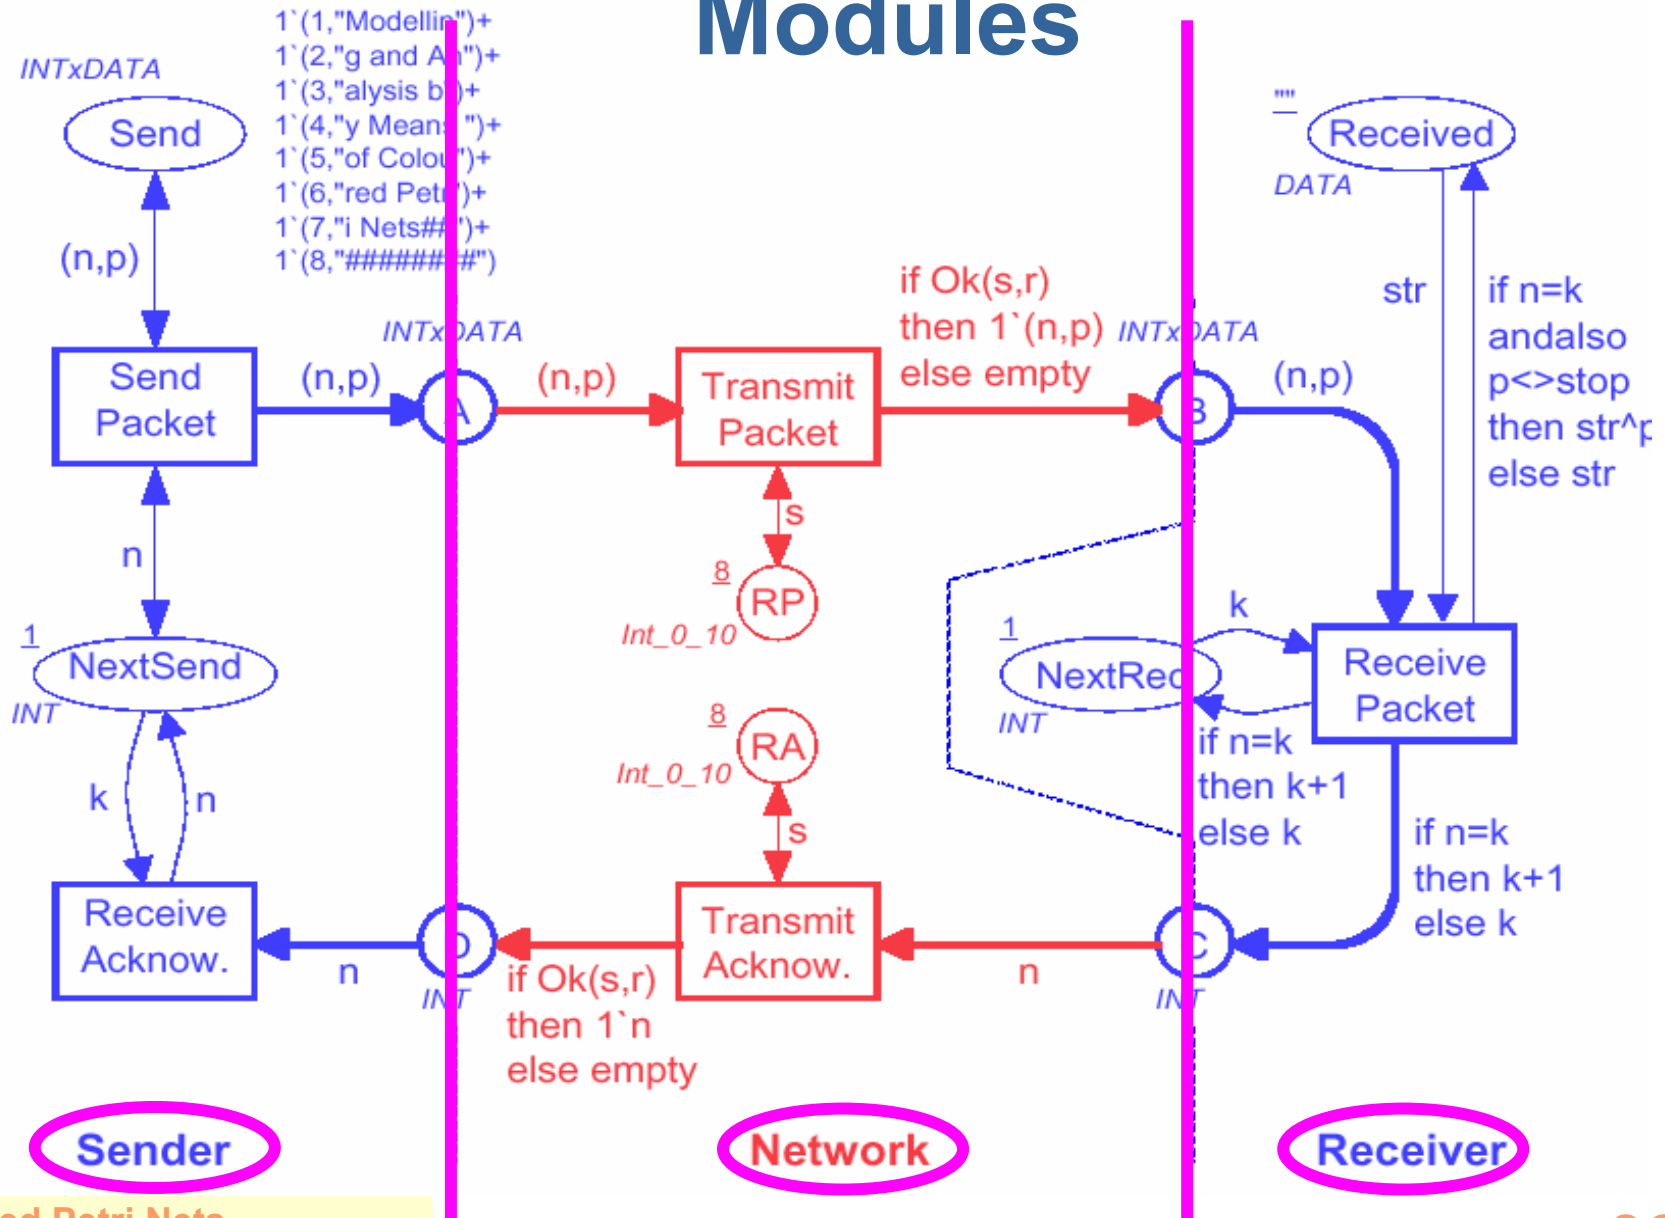 Modules
1`(1,"Modellin")+
1`(2,"g and An")+
1`(3,"alysis b")+
1`(4,"y Means ")+
1`(5,"of Colou")+
1`(6,"red Petr")+
1`(7,"i Nets##")+
1`(8,"########")
INTxDATA
Send
(n,p)
Send
Packet
(n,p)
INTxDATA
A
(n,p)
Transmit
Packet
if Ok(s,r)
then 1`(n,p)
else empty
INTxDATA
B
(n,p)
""
Received
DATA
str
if n=k
andalso
p<>stop
then str^p
else str
n
1
NextSend
INT
k
n
Receive
Acknow.
n
D
INT
s
8
RP
Int_0_10
8
RA
Int_0_10
s
Transmit
Acknow.
if Ok(s,r)
then 1`n
else empty
n
C
INT
1
NextRec
INT
k
Receive
Packet
if n=k
then k+1
else k
if n=k
then k+1
else k
Sender
Network
Receiver
ed Petri Nets